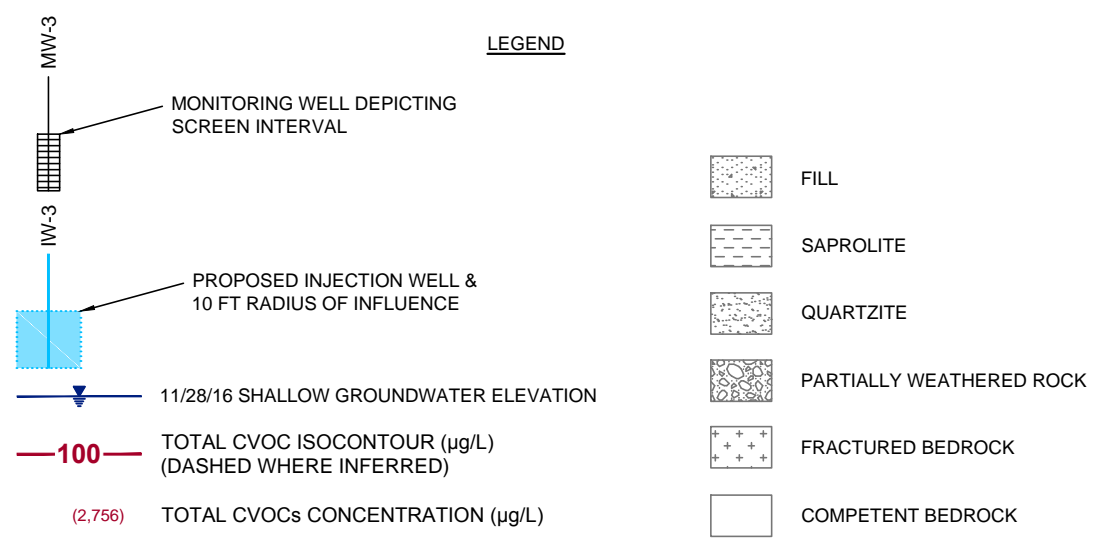 LEGEND
MW-3
MONITORING WELL DEPICTING
SCREEN INTERVAL
IW-3
PROPOSED INJECTION WELL &
10 FT RADIUS OF INFLUENCE
11/28/16 SHALLOW GROUNDWATER ELEVATION
100
TOTAL CVOC ISOCONTOUR (µg/L)
(DASHED WHERE INFERRED)
(2,756)
TOTAL CVOCs CONCENTRATION (µg/L)
FILL
SAPROLITE
QUARTZITE
PARTIALLY WEATHERED ROCK
FRACTURED BEDROCK
COMPETENT BEDROCK